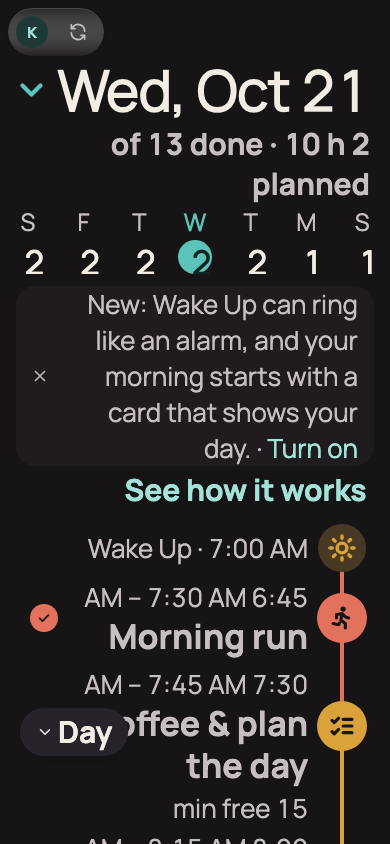 K
Wed, Oct 21
of 13 done · 10 h 2
planned
S F T W T M S
2 2 2 2 2 1 1
New: Wake Up can ring
like an alarm, and your
morning starts with a
card that shows your
day. · Turn on
See how it works
Wake Up · 7:00 AM
AM – 7:30 AM 6:45
Morning run
AM – 7:45 AM 7:30
offee & plan
the day
Day
min free 15